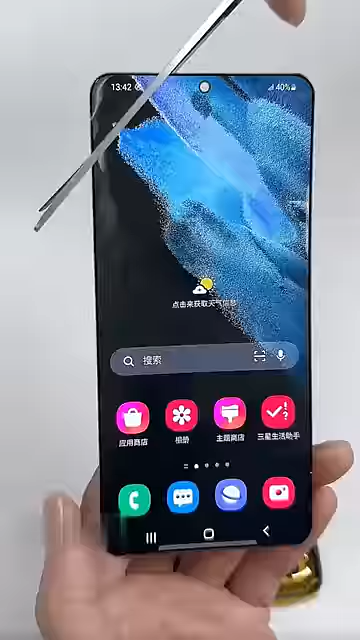 13:42
40%
点击来获取天气信息
搜索
应用商店
相册
主题商店
三星生活助手